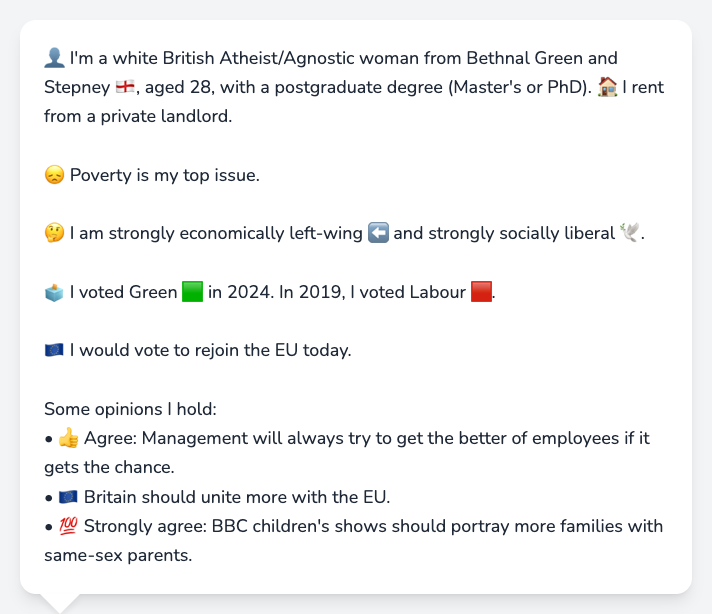 👤 I'm a white British Atheist/Agnostic woman from Bethnal Green and
Stepney 🏴󠁧󠁢󠁥󠁮󠁧󠁿, aged 28, with a postgraduate degree (Master's or PhD). 🏠 I rent
from a private landlord.
😞 Poverty is my top issue.
🤔 I am strongly economically left-wing ⬅️ and strongly socially liberal 🕊️.
🗳️ I voted Green 🟩 in 2024. In 2019, I voted Labour 🟥.
🇪🇺 I would vote to rejoin the EU today.
Some opinions I hold:
• 👍 Agree: Management will always try to get the better of employees if it
gets the chance.
• 🇪🇺 Britain should unite more with the EU.
• 💯 Strongly agree: BBC children's shows should portray more families with
same-sex parents.